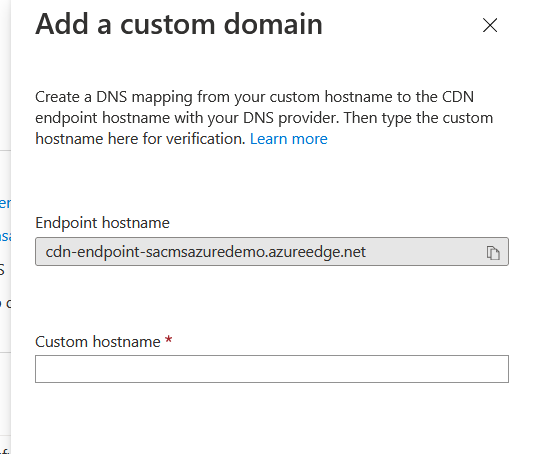 Add a custom domain
Create a DNS mapping from your custom hostname to the CDN
endpoint hostname with your DNS provider. Then type the custom
hostname here for verification. Learn more
Endpoint hostname
cdn-endpoint-sacmsazuredemo.azureedge.net
Custom hostname *